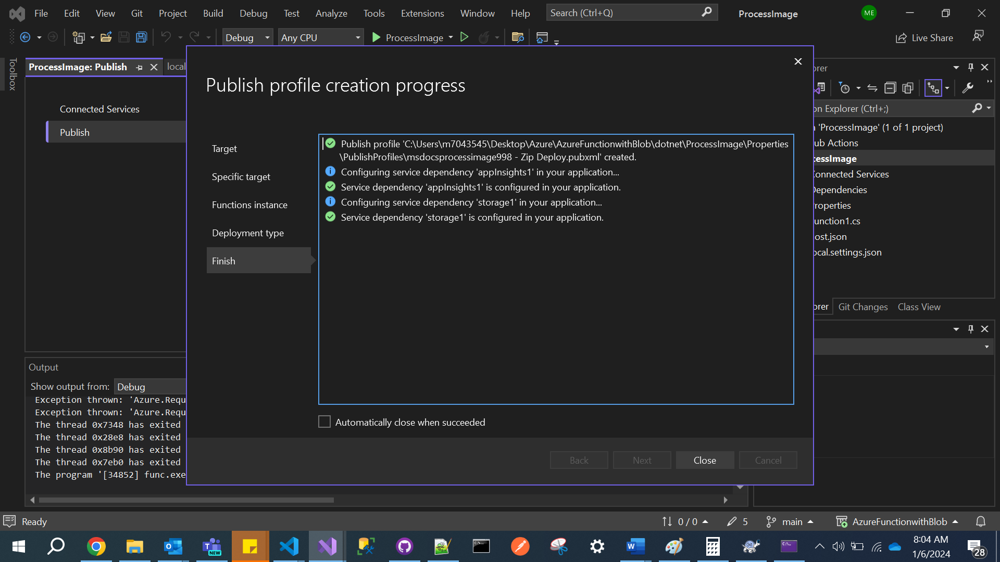 File Edit View Git Project Build Debug Test Analyze Tools Extensions Window Help Search (Ctrl+Q) ProcessImage ME
Debug Any CPU ProcessImage Live Share
Toolbox
ProcessImage: Publish local
Connected Services
Publish
Publish profile creation progress
Target
Specific target
Functions instance
Deployment type
Finish
Publish profile 'C:\Users\m7043545\Desktop\Azure\AzureFunctionwithBlob\dotnet\ProcessImage\Properties
\PublishProfiles\msdocsprocessimage998 - Zip Deploy.pubxml' created.
Configuring service dependency 'appInsights1' in your application...
Service dependency 'appInsights1' is configured in your application.
Configuring service dependency 'storage1' in your application...
Service dependency 'storage1' is configured in your application.
Automatically close when succeeded
Back Next Close Cancel
orer
on Explorer (Ctrl+;)
'ProcessImage' (1 of 1 project)
ub Actions
cessImage
Connected Services
Dependencies
roperties
unction1.cs
ost.json
ocal.settings.json
orer Git Changes Class View
Output
Show output from: Debug
Exception thrown: 'Azure.Requ
Exception thrown: 'Azure.Requ
The thread 0x7348 has exited
The thread 0x28e8 has exited
The thread 0x8b90 has exited
The thread 0x7eb0 has exited
The program '[34852] func.exe
Ready 0 / 0 5 main AzureFunctionwithBlob
NEW
8:04 AM
1/6/2024
28